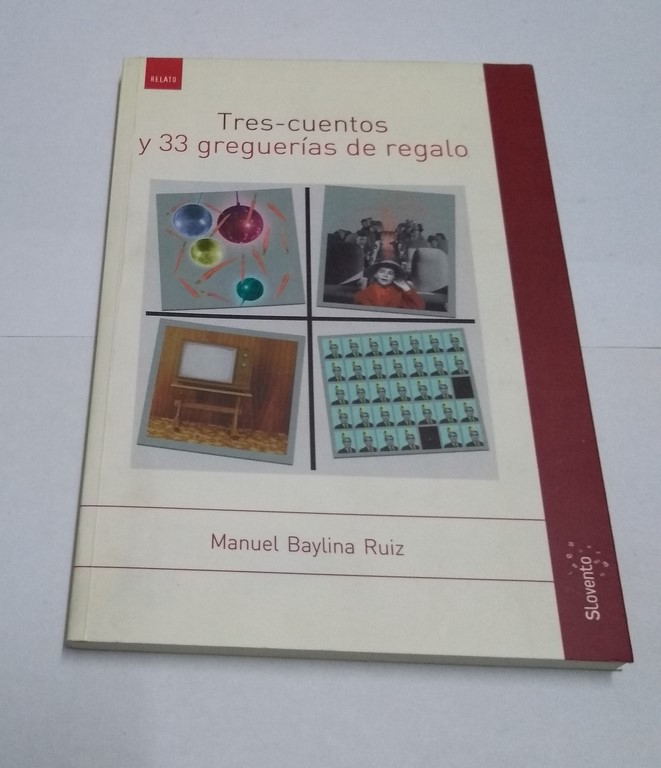 RELATO
Tres-cuentos
y 33 greguerías de regalo
Manuel Baylina Ruiz
Slovento